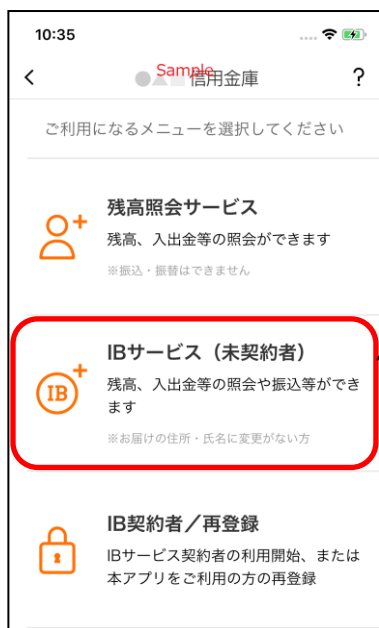 10:35
Sample
●▲■信用金庫
?
ご利用になるメニューを選択してください
残高照会サービス
残高、入出金等の照会ができます
※振込・振替はできません
IBサービス（未契約者）
IB
残高、入出金等の照会や振込等ができ
ます
※お届けの住所・氏名に変更がない方
IB契約者／再登録
IBサービス契約者の利用開始、または
本アプリをご利用の方の再登録